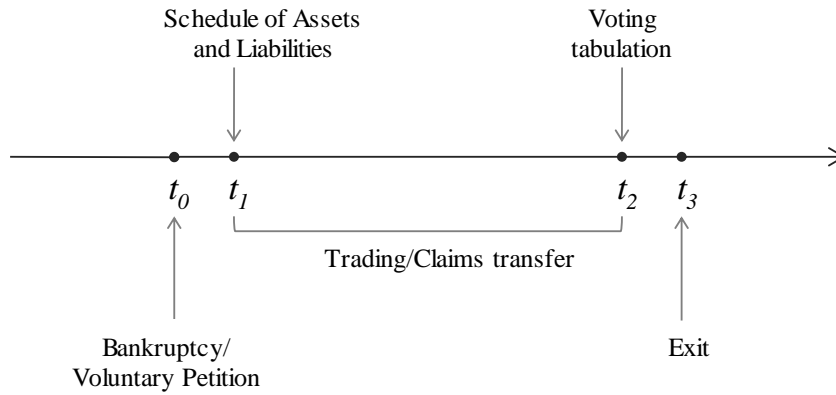 Schedule of Assets
and Liabilities
Voting
tabulation
t0
t1
t2
t3
Trading/Claims transfer
Bankruptcy/
Voluntary Petition
Exit